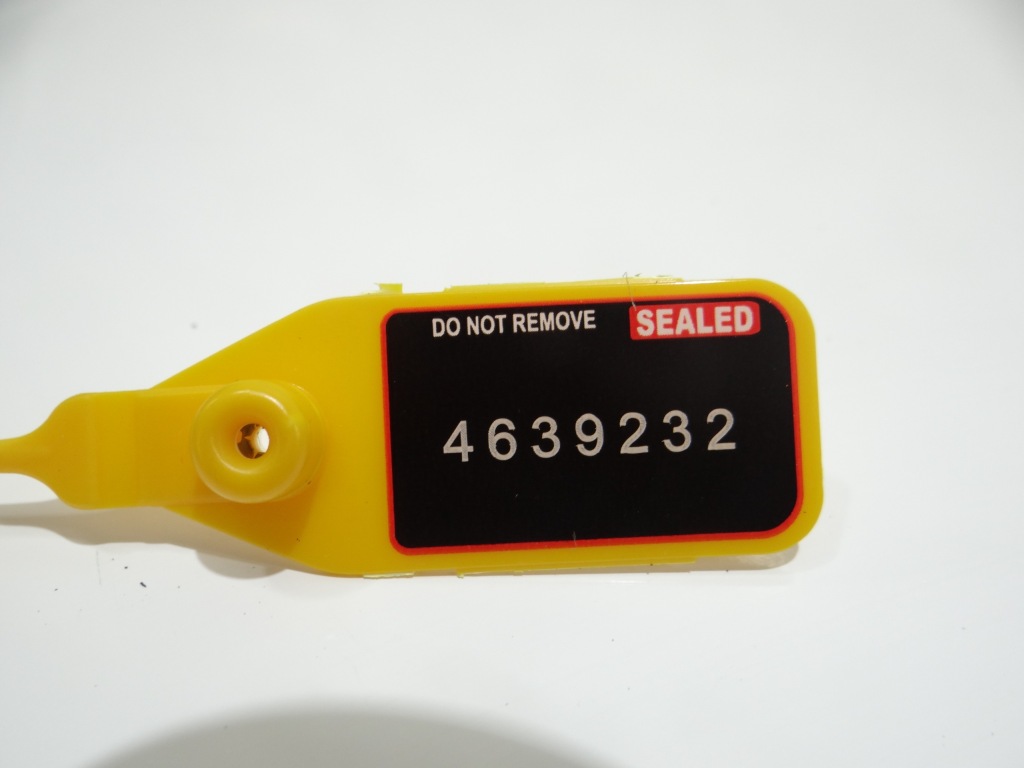 DO NOT REMOVE SEALED
4639232